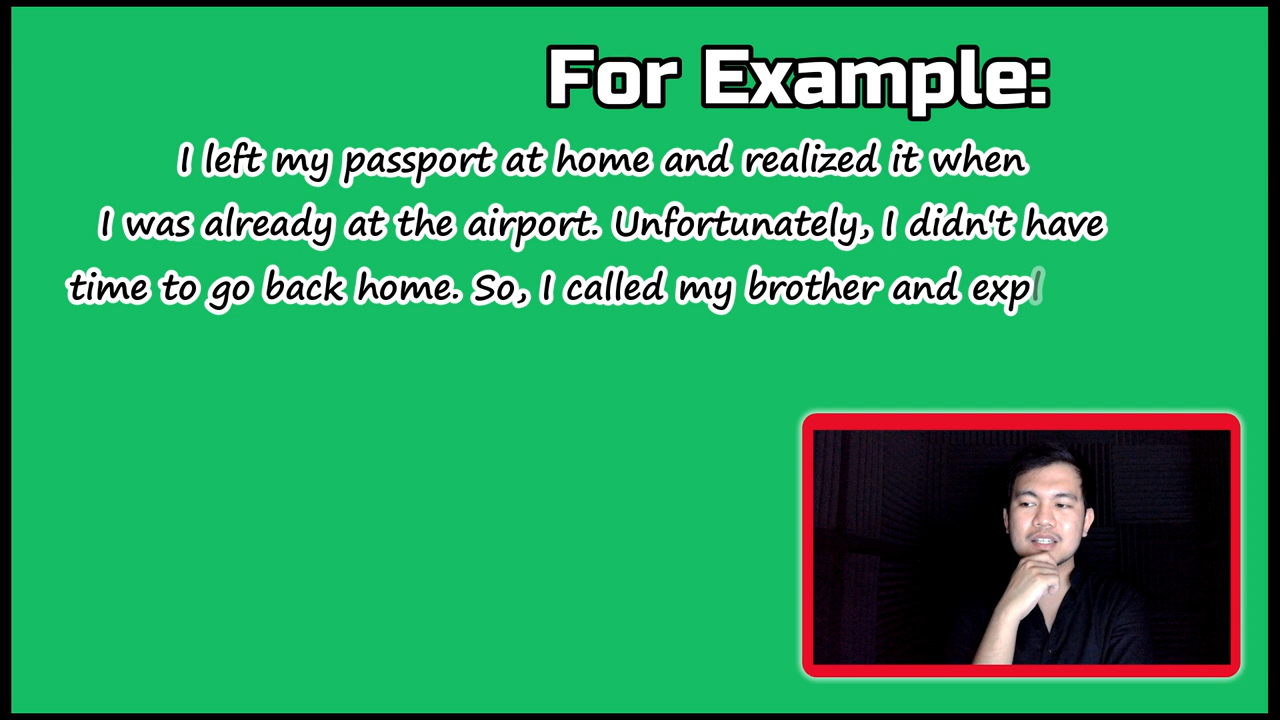 For Example:
I left my passport at home and realized it when
I was already at the airport. Unfortunately, I didn't have
time to go back home. So, I called my brother and expl